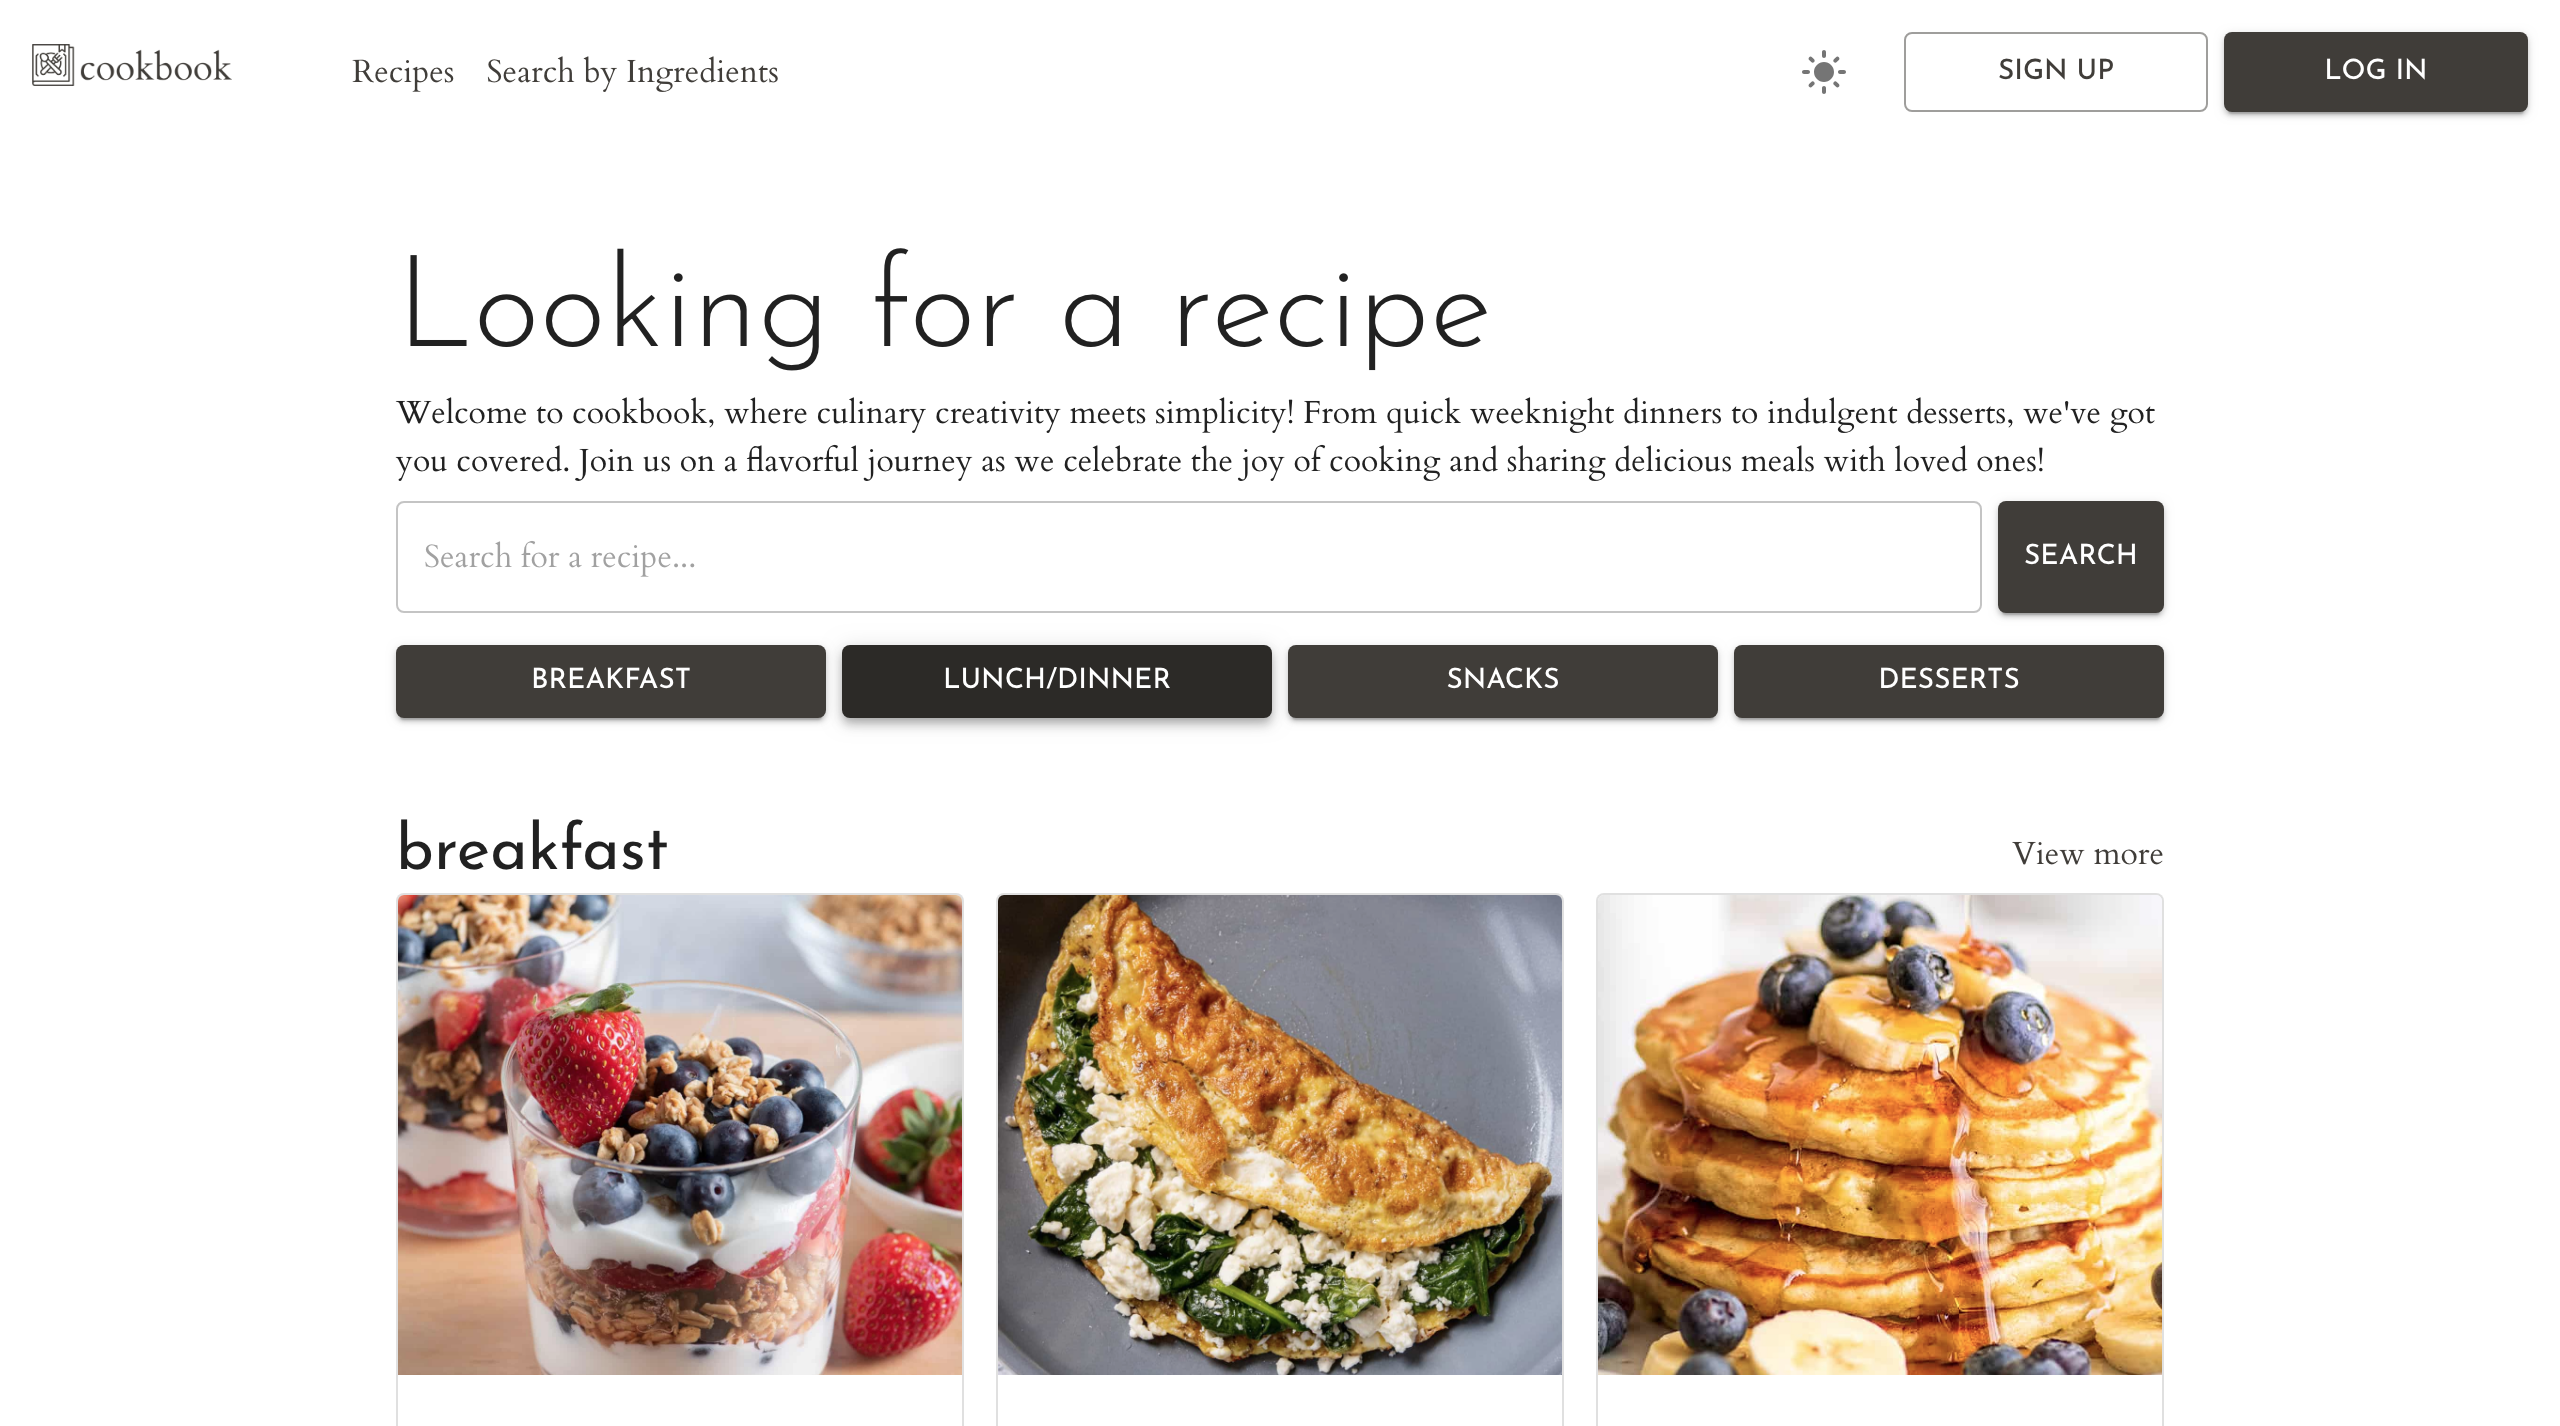 cookbook
Recipes
Search by Ingredients
SIGN UP
LOG IN
Looking for a recipe
Welcome to cookbook, where culinary creativity meets simplicity! From quick weeknight dinners to indulgent desserts, we've got
you covered. Join us on a flavorful journey as we celebrate the joy of cooking and sharing delicious meals with loved ones!
Search for a recipe...
SEARCH
BREAKFAST
LUNCH/DINNER
SNACKS
DESSERTS
breakfast
View more